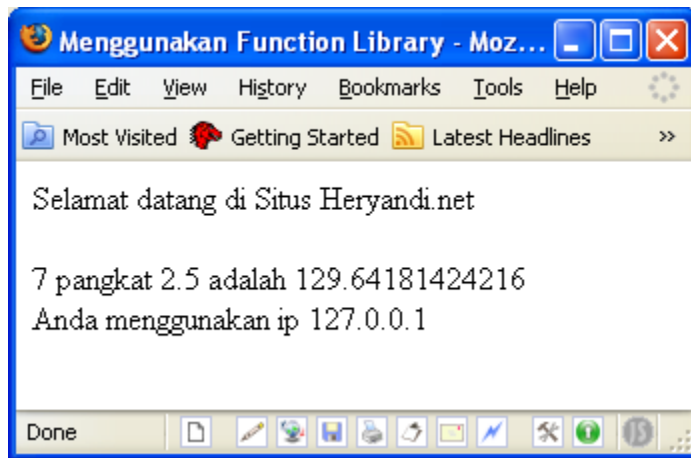 Menggunakan Function Library - Moz...
File Edit View History Bookmarks Tools Help
Most Visited Getting Started Latest Headlines »
Selamat datang di Situs Heryandi.net
7 pangkat 2.5 adalah 129.64181424216
Anda menggunakan ip 127.0.0.1
Done JS